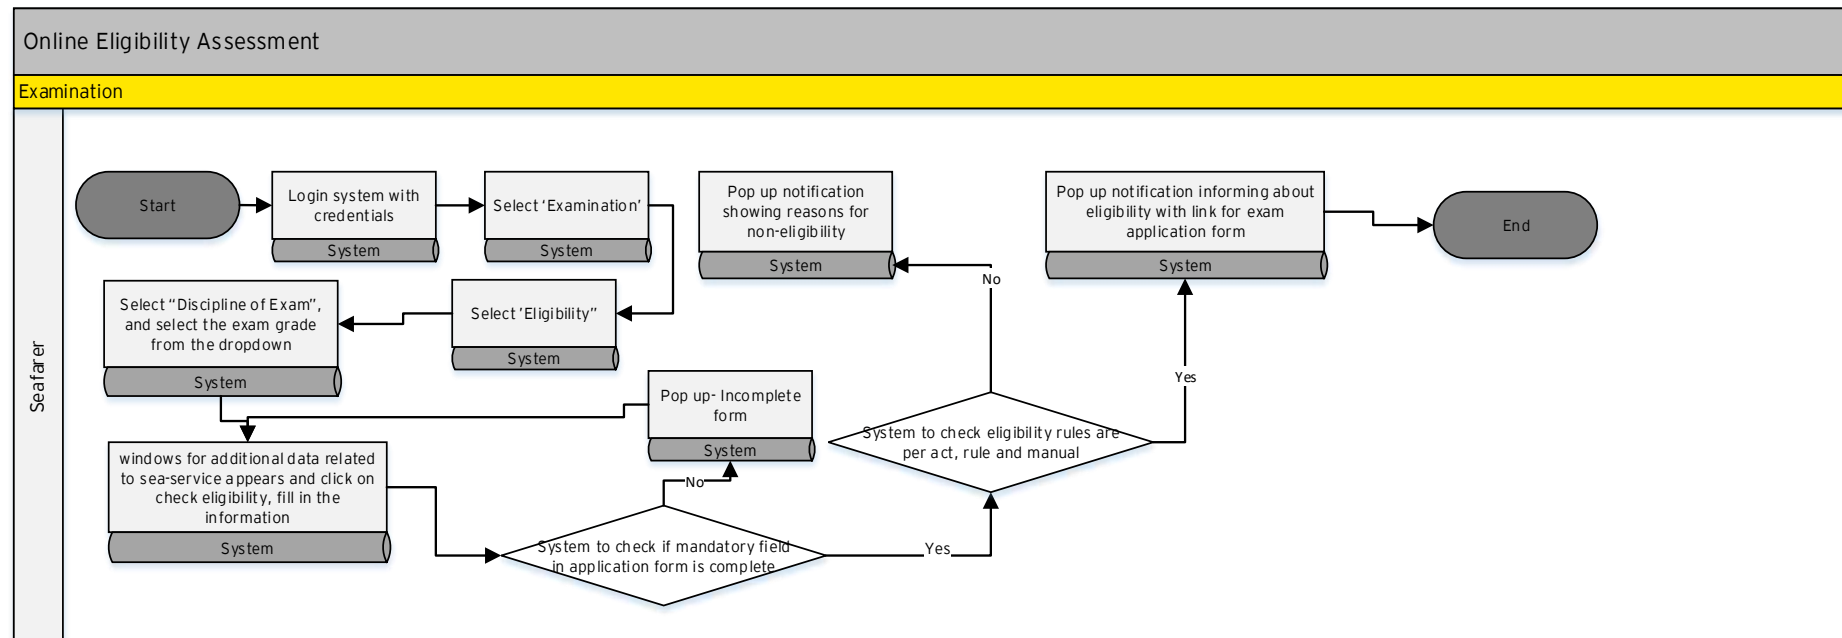 Online Eligibility Assessment
Examination
Seafarer
Start
Login system with
credentials
System
Select ‘Examination’
System
Select ‘Eligibility”
System
Select “Discipline of Exam”,
and select the exam grade
from the dropdown
System
windows for additional data related
to sea-service appears and click on
check eligibility, fill in the
information
System
System to check if mandatory field
in application form is complete
No
Pop up- Incomplete
form
System
Yes
System to check eligibility rules are
per act, rule and manual
No
Pop up notification
showing reasons for
non-eligibility
System
Yes
Pop up notification informing about
eligibility with link for exam
application form
System
End